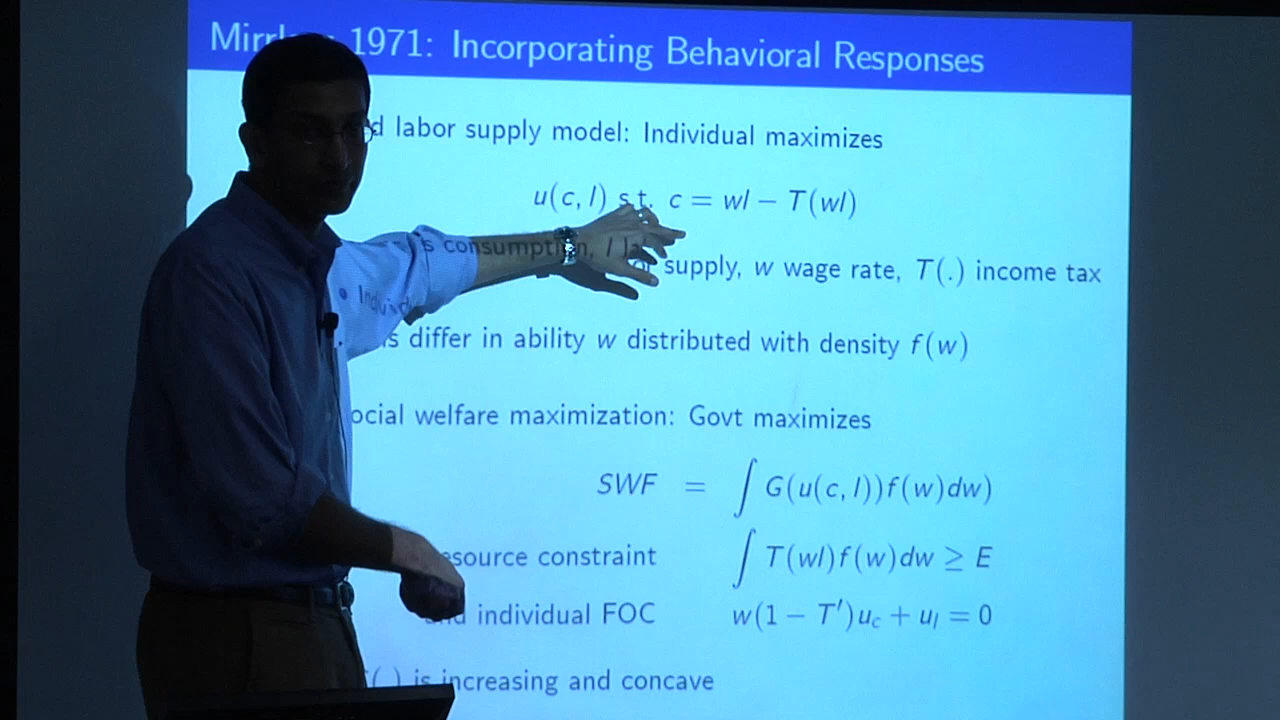 1971: Incorporating Behavioral Responses
d labor supply model: Individual maximizes
u(c, l) s.t. c = wl − T(wl)
s consumption, l la supply, w wage rate, T(.) income tax
s differ in ability w distributed with density f(w)
ocial welfare maximization: Govt maximizes
SWF = ∫ G(u(c, l))f(w)dw)
esource constraint ∫ T(wl)f(w)dw ≥ E
individual FOC w(1 − T′)u_c + u_l = 0
is increasing and concave